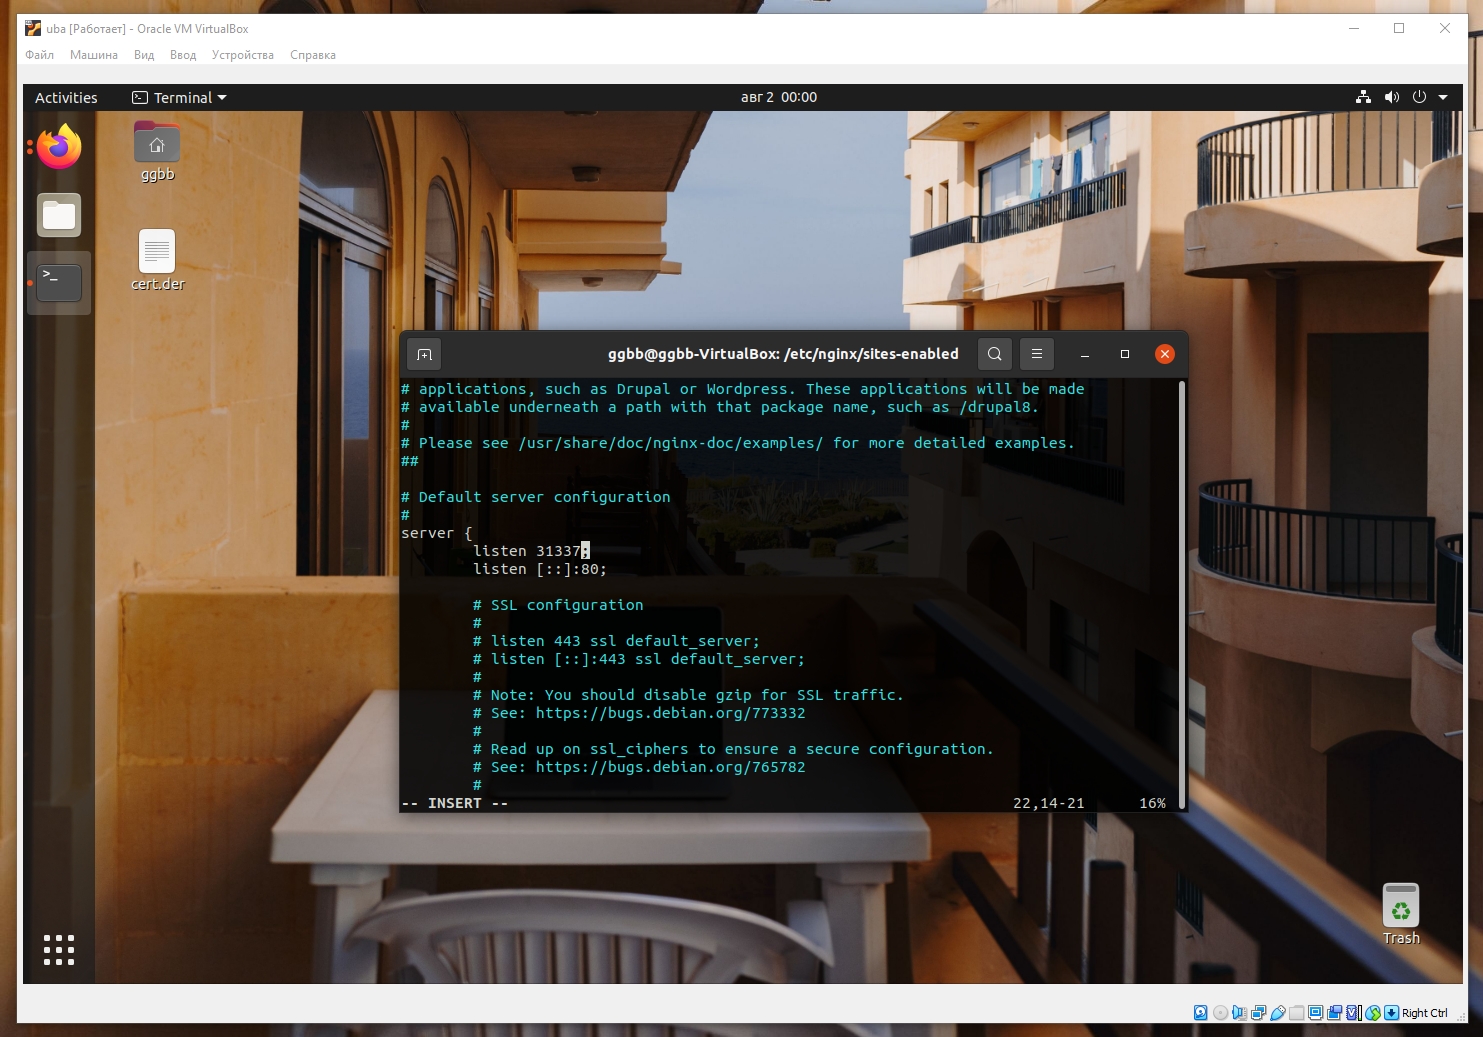 uba [Работает] - Oracle VM VirtualBox
Файл Машина Вид Ввод Устройства Справка
Activities Terminal авг 2 00:00
ggbb
cert.der
ggbb@ggbb-VirtualBox: /etc/nginx/sites-enabled
# applications, such as Drupal or Wordpress. These applications will be made
# available underneath a path with that package name, such as /drupal8.
#
# Please see /usr/share/doc/nginx-doc/examples/ for more detailed examples.
##
# Default server configuration
#
server {
listen 31337;
listen [::]:80;
# SSL configuration
#
# listen 443 ssl default_server;
# listen [::]:443 ssl default_server;
#
# Note: You should disable gzip for SSL traffic.
# See: https://bugs.debian.org/773332
#
# Read up on ssl_ciphers to ensure a secure configuration.
# See: https://bugs.debian.org/765782
#
-- INSERT -- 22,14-21 16%
Trash
Right Ctrl